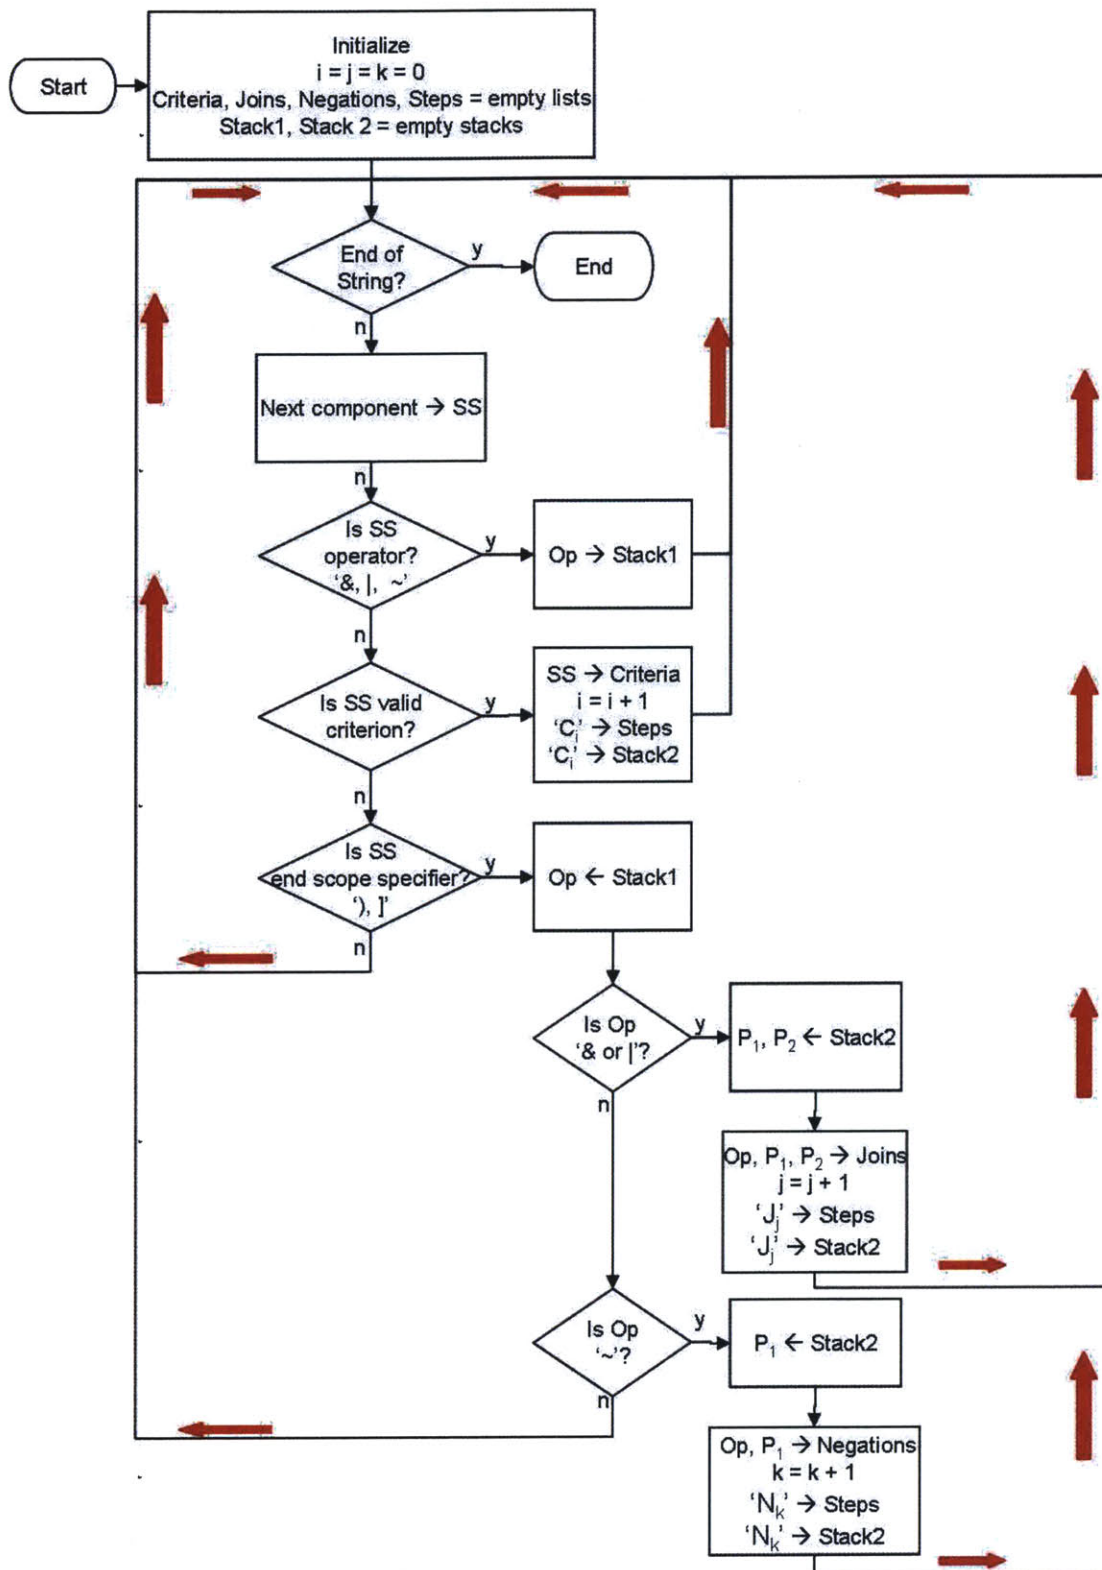 Start
Initialize
i = j = k = 0
Criteria, Joins, Negations, Steps = empty lists
Stack1, Stack 2 = empty stacks
End of
String?
y
End
n
Next component → SS
n
Is SS
operator?
‘&, |, ~’
y
Op → Stack1
n
Is SS valid
criterion?
y
SS → Criteria
i = i + 1
‘Ci’ → Steps
‘Ci’ → Stack2
n
Is SS
end scope specifier?
‘), ]’
y
Op ← Stack1
n
Is Op
‘& or |’?
y
P1, P2 ← Stack2
n
Op, P1, P2 → Joins
j = j + 1
‘Jj’ → Steps
‘Jj’ → Stack2
Is Op
‘~’?
y
P1 ← Stack2
n
Op, P1 → Negations
k = k + 1
‘Nk’ → Steps
‘Nk’ → Stack2